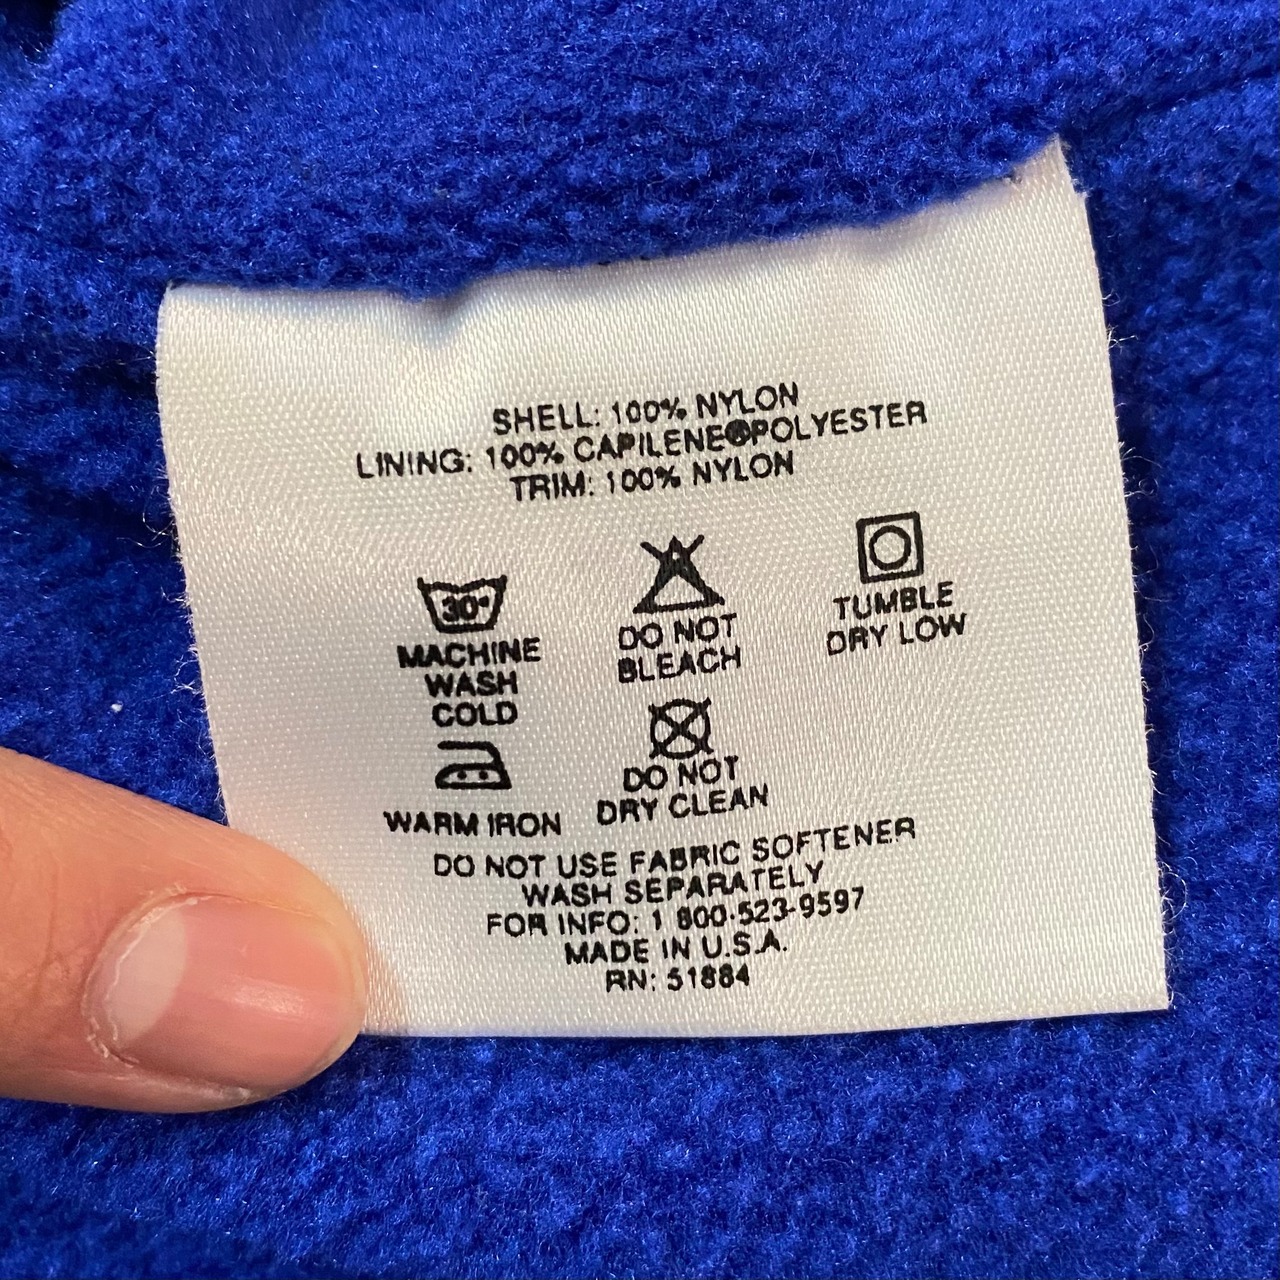 SHELL: 100% NYLON
LINING: 100% CAPILENE®POLYESTER
TRIM: 100% NYLON
30°
MACHINE
WASH
COLD
DO NOT
BLEACH
TUMBLE
DRY LOW
WARM IRON
DO NOT
DRY CLEAN
DO NOT USE FABRIC SOFTENER
WASH SEPARATELY
FOR INFO: 1 800-523-9597
MADE IN U.S.A.
RN: 51884